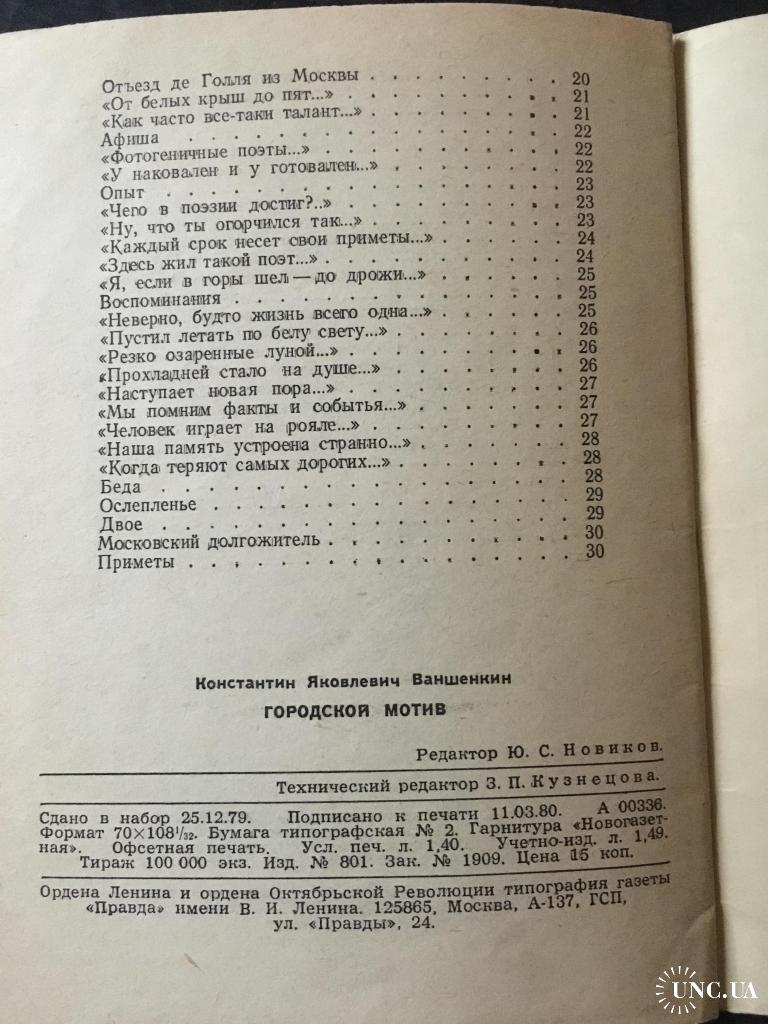 Отъезд де Голля из Москвы . . . . . . . . . 20
«От белых крыш до пят...» . . . . . . . . . 21
«Как часто все-таки талант...» . . . . . . . . 21
Афиша . . . . . . . . . . . . . . . 22
«Фотогеничные поэты...» . . . . . . . . . . 22
«У наковален и у готовален...» . . . . . . . . 22
Опыт . . . . . . . . . . . . . . . 23
«Чего в поэзии достиг?..» . . . . . . . . . 23
«Ну, что ты огорчился так...» . . . . . . . . 23
«Каждый срок несет свои приметы...» . . . . . . 24
«Здесь жил такой поэт...» . . . . . . . . . 24
«Я, если в горы шел — до дрожи...» . . . . . . 25
Воспоминания . . . . . . . . . . . . . 25
«Неверно, будто жизнь всего одна...» . . . . . . 25
«Пустил летать по белу свету...» . . . . . . . 26
«Резко озаренные луной...» . . . . . . . . . 26
«Прохладней стало на душе...» . . . . . . . . 26
«Наступает новая пора...» . . . . . . . . . 27
«Мы помним факты и событья...» . . . . . . . 27
«Человек играет на рояле...» . . . . . . . . 27
«Наша память устроена странно...» . . . . . . . 28
«Когда теряют самых дорогих...» . . . . . . . 28
Беда . . . . . . . . . . . . . . . 28
Ослепленье . . . . . . . . . . . . . 29
Двое . . . . . . . . . . . . . . . 29
Московский долгожитель . . . . . . . . . . 30
Приметы . . . . . . . . . . . . . . 30
Константин Яковлевич Ваншенкин
ГОРОДСКОЙ МОТИВ
Редактор Ю. С. Новиков.
Технический редактор З. П. Кузнецова.
Сдано в набор 25.12.79. Подписано к печати 11.03.80. А 00336.
Формат 70×108¹/₃₂. Бумага типографская № 2. Гарнитура «Новогазет-
ная». Офсетная печать. Усл. печ. л. 1,40. Учетно-изд. л. 1,49.
Тираж 100 000 экз. Изд. № 801. Зак. № 1909. Цена 15 коп.
Ордена Ленина и ордена Октябрьской Революции типография газеты
«Правда» имени В. И. Ленина. 125865, Москва, А-137, ГСП,
ул. «Правды», 24.
UNC.UA